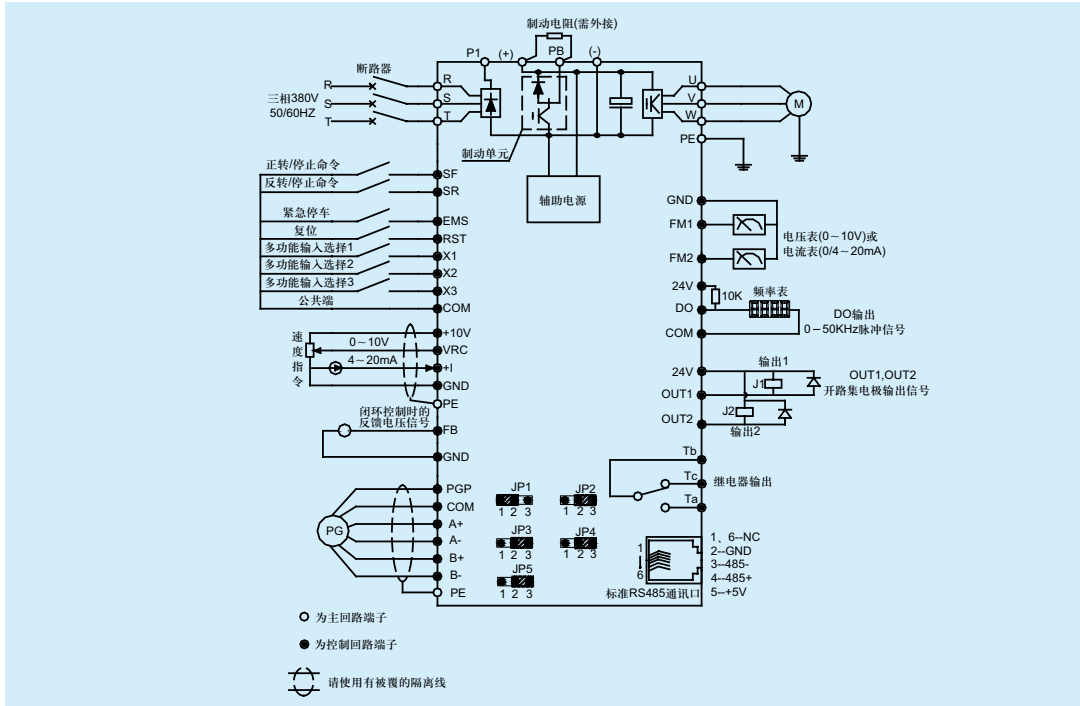 制动电阻(需外接)
P1
(+)
PB
(-)
断路器
R
S
T
三相380V
50/60HZ
R
S
T
U
V
W
M
PE
制动单元
辅助电源
正转/停止命令
SF
反转/停止命令
SR
紧急停车
EMS
复位
RST
多功能输入选择1
X1
多功能输入选择2
X2
多功能输入选择3
X3
公共端
COM
GND
FM1
FM2
电压表(0~10V)或
电流表(0/4~20mA)
24V
10K
频率表
DO
COM
DO输出
0-50KHz脉冲信号
速度指令
+10V
0~10V
VRC
4~20mA
+I
GND
PE
24V
输出1
J1
OUT1
OUT1,OUT2
开路集电极输出信号
J2
OUT2
输出2
闭环控制时的
反馈电压信号
FB
GND
Tb
Tc
Ta
继电器输出
PG
PGP
COM
A+
A-
B+
B-
PE
JP1
1 2 3
JP2
1 2 3
JP3
1 2 3
JP4
1 2 3
JP5
1 2 3
1
6
1、6--NC
2--GND
3--485-
4--485+
5--+5V
标准RS485通讯口
为主回路端子
为控制回路端子
请使用有被覆的隔离线